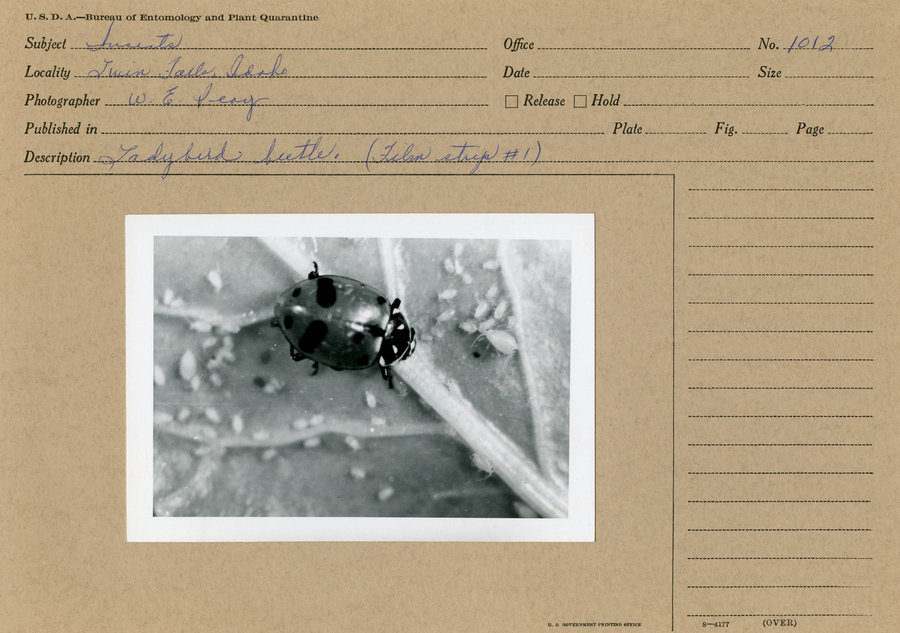 U. S. D. A.—Bureau of Entomology and Plant Quarantine
Subject Insects Office No. 1012
Locality Twin Falls, Idaho Date Size
Photographer W. E. Peay Release Hold
Published in Plate Fig. Page
Description Ladybird beetle. (Film strip #1)
U. S. GOVERNMENT PRINTING OFFICE
8—4177 (OVER)